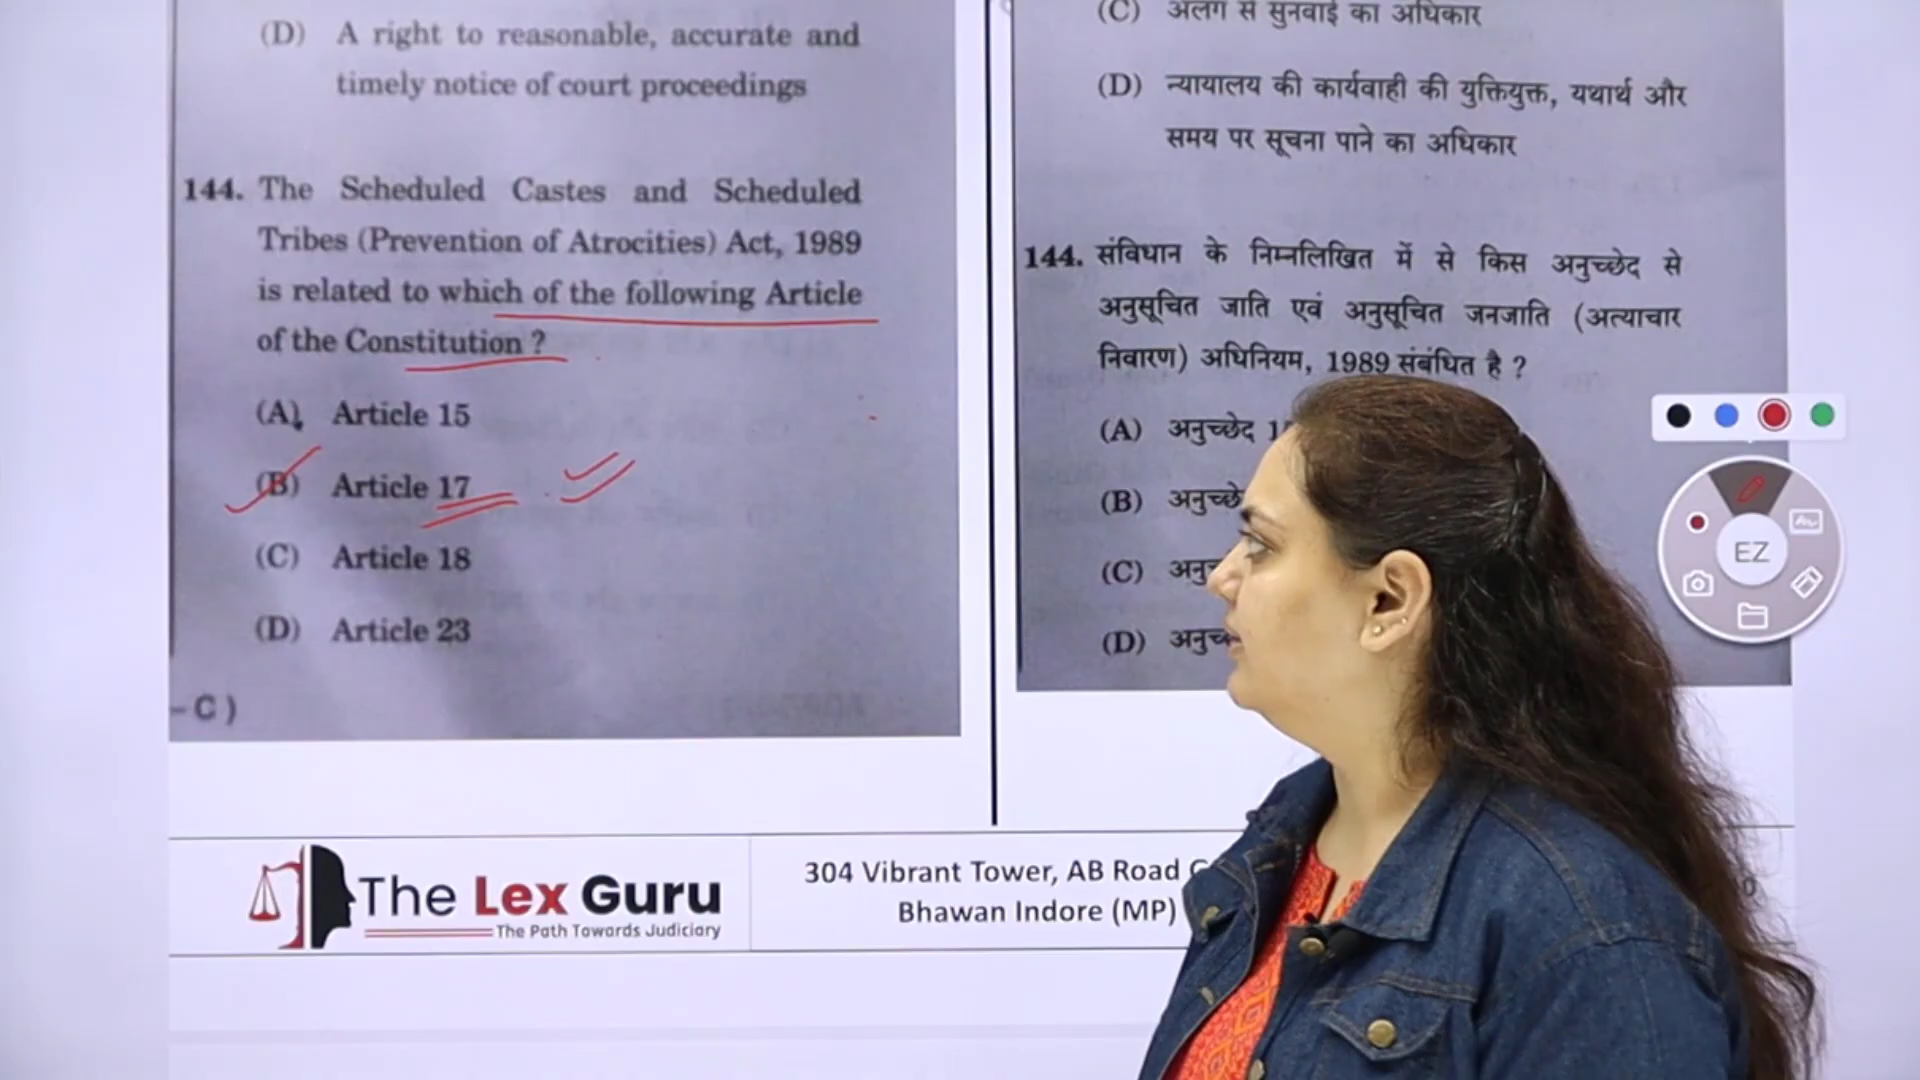 (D) A right to reasonable, accurate and
timely notice of court proceedings
144. The Scheduled Castes and Scheduled
Tribes (Prevention of Atrocities) Act, 1989
is related to which of the following Article
of the Constitution ?
(A) Article 15
(B) Article 17
(C) Article 18
(D) Article 23
-C)
(C) अलग से सुनवाई का अधिकार
(D) न्यायालय की कार्यवाही की युक्तियुक्त, यथार्थ और
समय पर सूचना पाने का अधिकार
144. संविधान के निम्नलिखित में से किस अनुच्छेद से
अनुसूचित जाति एवं अनुसूचित जनजाति (अत्याचार
निवारण) अधिनियम, 1989 संबंधित है ?
(A) अनुच्छेद
(B)
(C)
(D)
EZ
The Lex Guru
The Path Towards Judiciary
304 Vibrant Tower, AB Road
Bhawan Indore (MP)